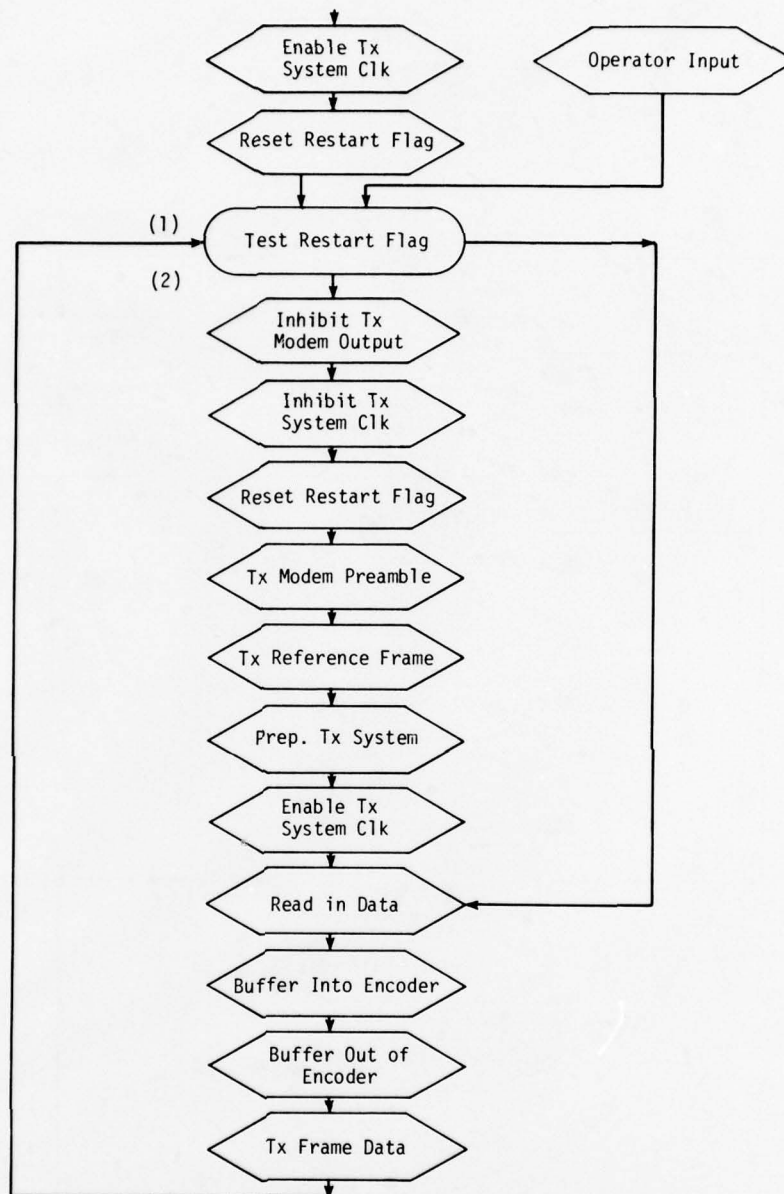 Enable Tx
System Clk
Operator Input
Reset Restart Flag
(1)
Test Restart Flag
(2)
Inhibit Tx
Modem Output
Inhibit Tx
System Clk
Reset Restart Flag
Tx Modem Preamble
Tx Reference Frame
Prep. Tx System
Enable Tx
System Clk
Read in Data
Buffer Into Encoder
Buffer Out of
Encoder
Tx Frame Data